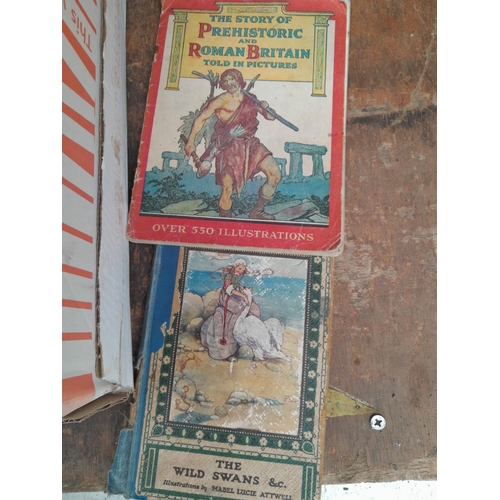 THE STORY OF
PREHISTORIC
AND
ROMAN BRITAIN
TOLD IN PICTURES
OVER 550 ILLUSTRATIONS
THE
WILD SWANS &C.
Illustrations by MABEL LUCIE ATTWELL
THIS